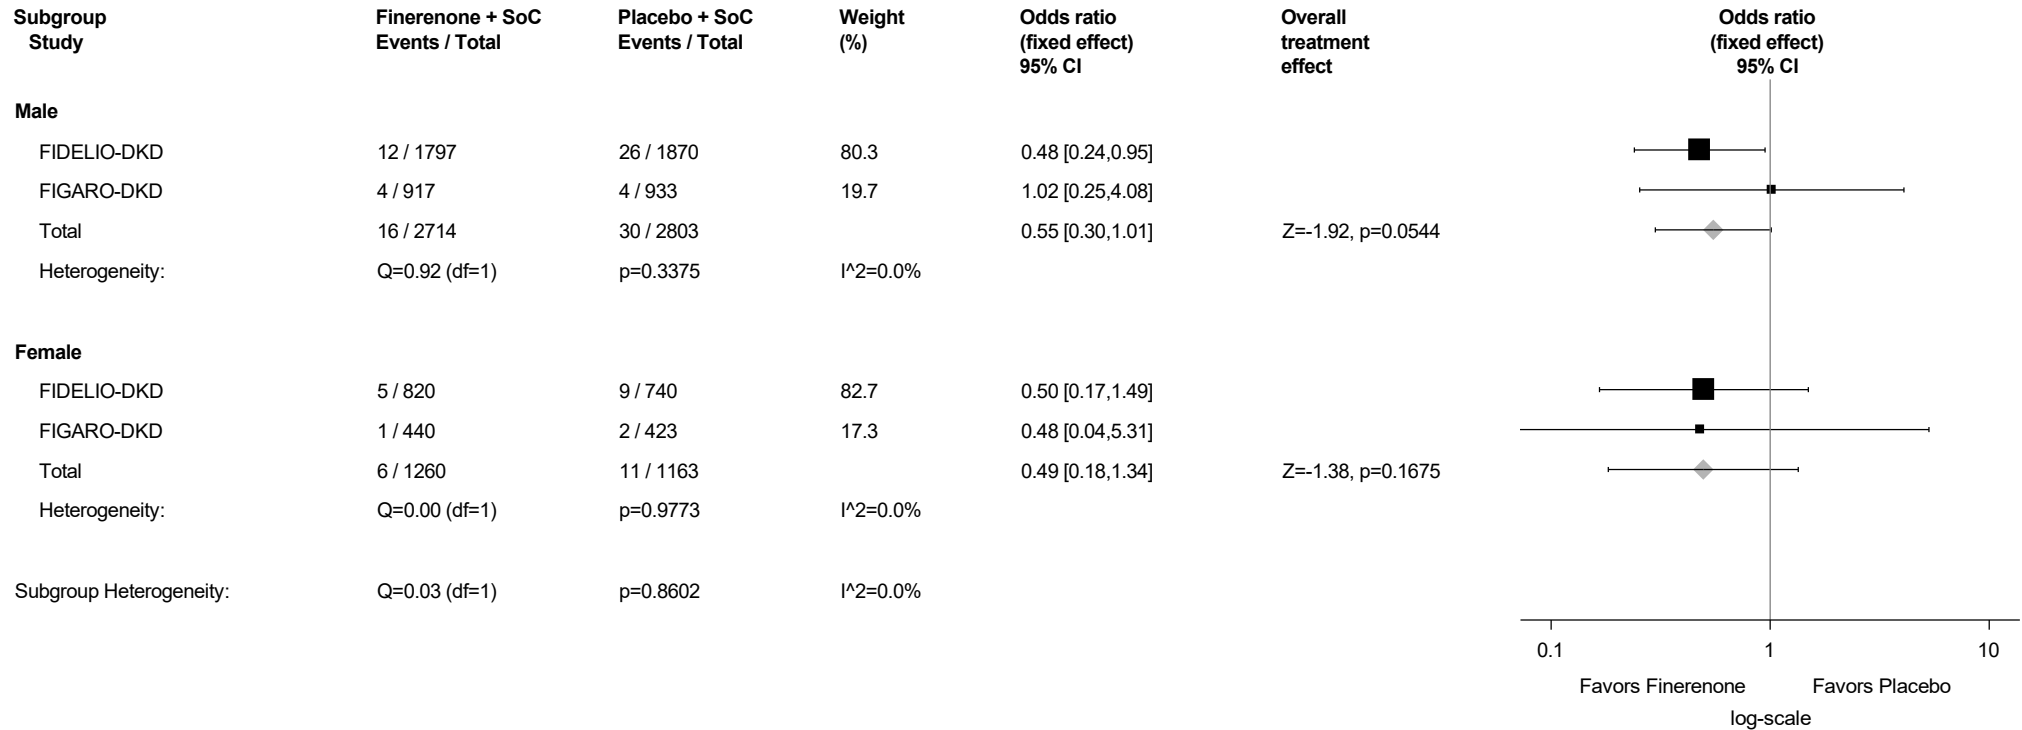 Subgroup Finerenone + SoC Placebo + SoC Weight Odds ratio Overall Odds ratio
Study Events / Total Events / Total (%) (fixed effect) treatment (fixed effect)
95% CI effect 95% CI
Male
FIDELIO-DKD 12 / 1797 26 / 1870 80.3 0.48 [0.24,0.95]
FIGARO-DKD 4 / 917 4 / 933 19.7 1.02 [0.25,4.08]
Total 16 / 2714 30 / 2803 0.55 [0.30,1.01] Z=-1.92, p=0.0544
Heterogeneity: Q=0.92 (df=1) p=0.3375 I^2=0.0%
Female
FIDELIO-DKD 5 / 820 9 / 740 82.7 0.50 [0.17,1.49]
FIGARO-DKD 1 / 440 2 / 423 17.3 0.48 [0.04,5.31]
Total 6 / 1260 11 / 1163 0.49 [0.18,1.34] Z=-1.38, p=0.1675
Heterogeneity: Q=0.00 (df=1) p=0.9773 I^2=0.0%
Subgroup Heterogeneity: Q=0.03 (df=1) p=0.8602 I^2=0.0%
0.1 1 10
Favors Finerenone Favors Placebo
log-scale